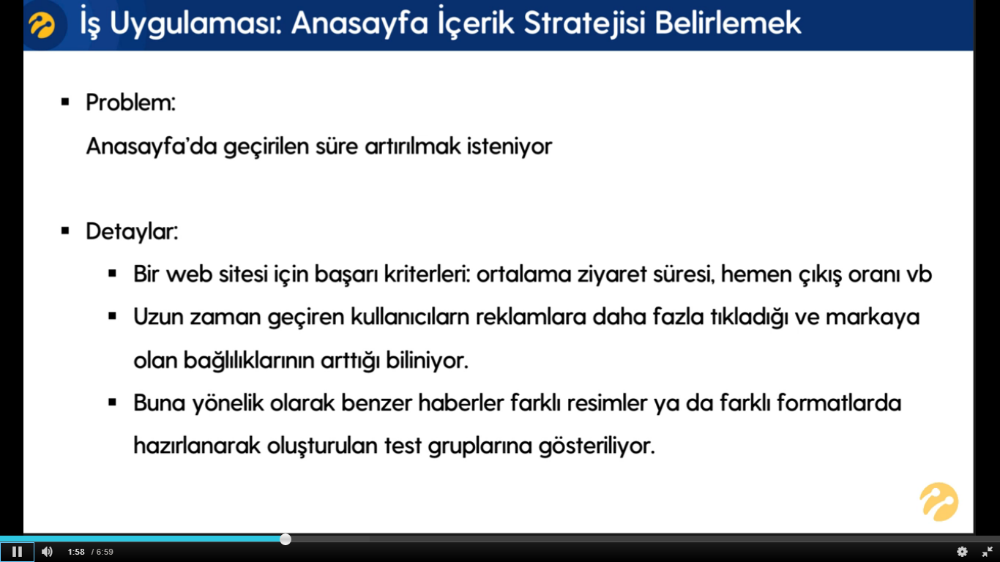 İş Uygulaması: Anasayfa İçerik Stratejisi Belirlemek
▪ Problem:
Anasayfa’da geçirilen süre artırılmak isteniyor
▪ Detaylar:
▪ Bir web sitesi için başarı kriterleri: ortalama ziyaret süresi, hemen çıkış oranı vb
▪ Uzun zaman geçiren kullanıcılarn reklamlara daha fazla tıkladığı ve markaya
olan bağlılıklarının arttığı biliniyor.
▪ Buna yönelik olarak benzer haberler farklı resimler ya da farklı formatlarda
hazırlanarak oluşturulan test gruplarına gösteriliyor.
1:58 / 6:59